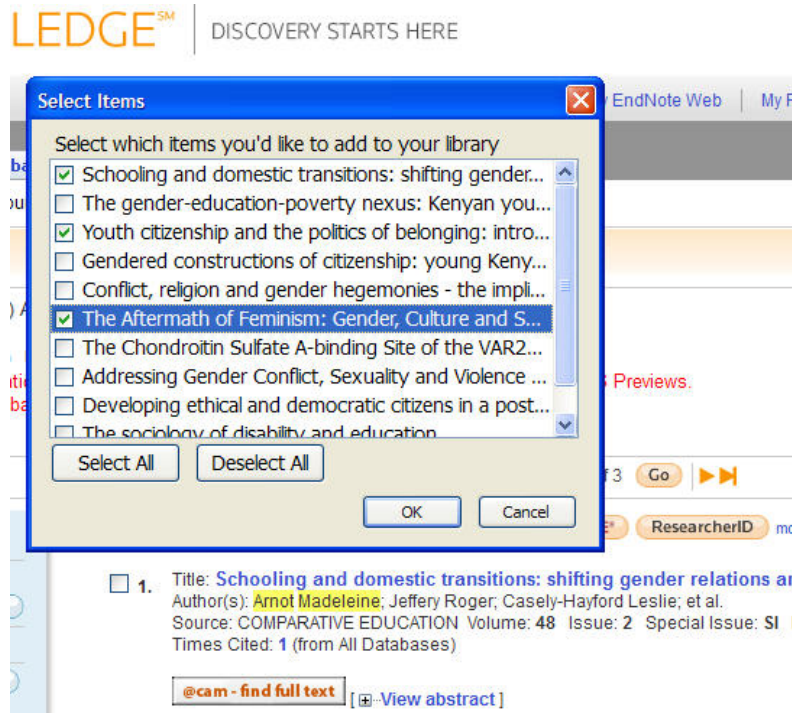 LEDGE℠ DISCOVERY STARTS HERE
Select Items
EndNote Web | My
Select which items you'd like to add to your library
Schooling and domestic transitions: shifting gender...
The gender-education-poverty nexus: Kenyan you...
Youth citizenship and the politics of belonging: intro...
Gendered constructions of citizenship: young Keny...
Conflict, religion and gender hegemonies - the impli...
The Aftermath of Feminism: Gender, Culture and S...
The Chondroitin Sulfate A-binding Site of the VAR2...
Addressing Gender Conflict, Sexuality and Violence ...
Previews.
Developing ethical and democratic citizens in a post...
The sociology of disability and education
Select All Deselect All
f 3 Go
OK Cancel
ResearcherID
1. Title: Schooling and domestic transitions: shifting gender relations
Author(s): Arnot Madeleine; Jeffery Roger; Casely-Hayford Leslie; et al.
Source: COMPARATIVE EDUCATION Volume: 48 Issue: 2 Special Issue: SI
Times Cited: 1 (from All Databases)
@cam - find full text [ View abstract ]